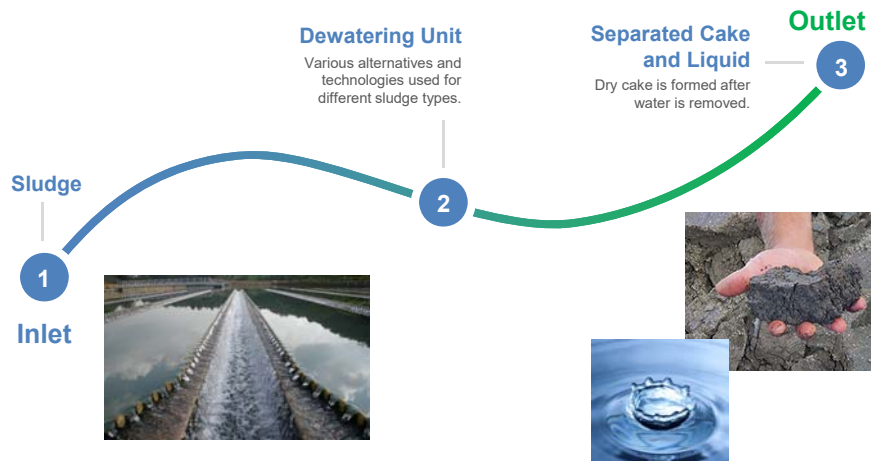 Outlet
Dewatering Unit
Various alternatives and
technologies used for
different sludge types.
Separated Cake
and Liquid
Dry cake is formed after
water is removed.
3
Sludge
2
1
Inlet